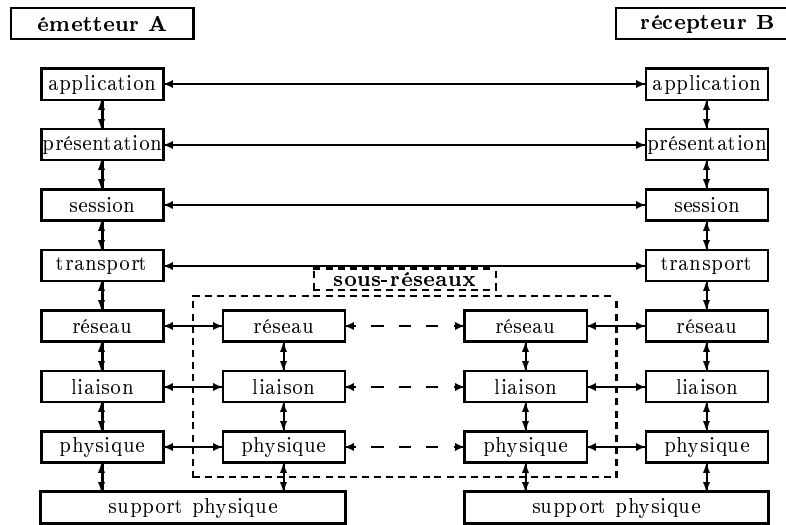 émetteur A récepteur B
application application
présentation présentation
session session
transport transport
sous-réseaux
réseau réseau réseau réseau
liaison liaison liaison liaison
physique physique physique physique
support physique support physique